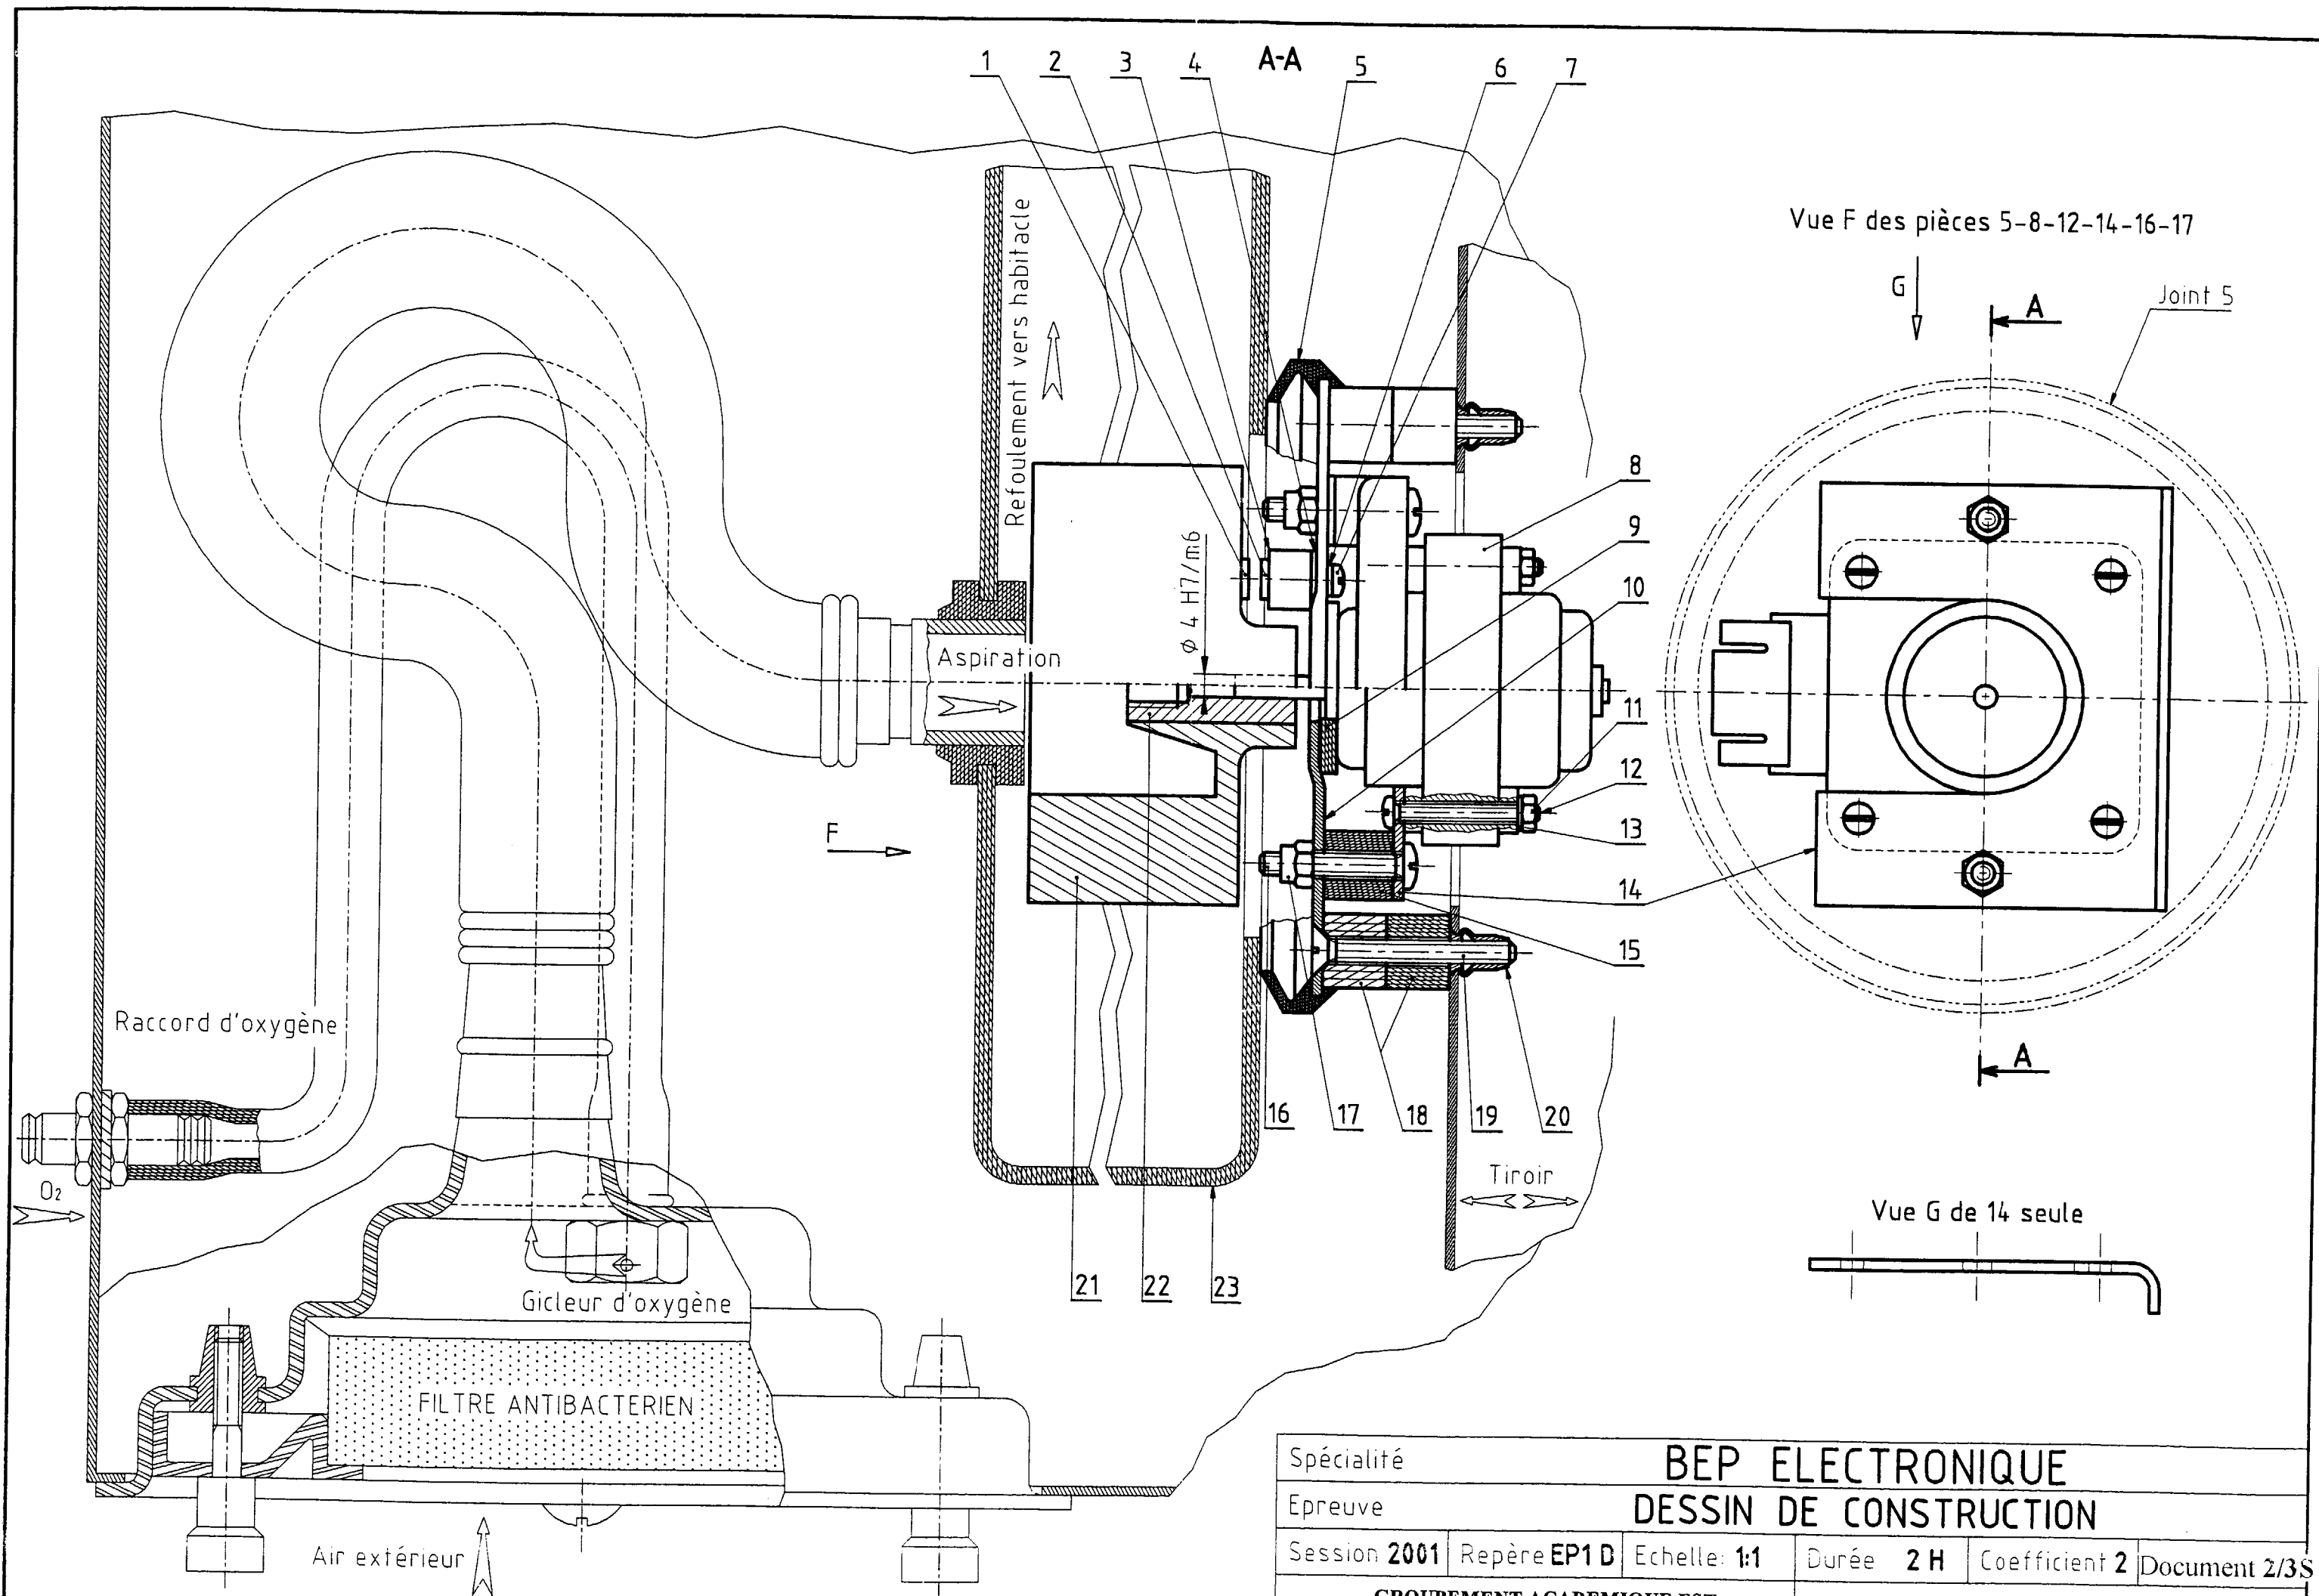 1
2
3
4
A-A
5
6
7
Vue F des pièces 5-8-12-14-16-17
G
A
Joint 5
Refoulement vers habitacle
8
9
10
ϕ 4 H7/m6
Aspiration
11
12
13
F
14
15
Raccord d'oxygène
A
16
17
18
19
20
O2
Tiroir
Vue G de 14 seule
21
22
23
Gicleur d'oxygène
FILTRE ANTIBACTERIEN
Air extérieur
Spécialité BEP ELECTRONIQUE
Epreuve DESSIN DE CONSTRUCTION
Session 2001 Repère EP1 D Echelle: 1:1 Durée 2 H Coefficient 2 Document 2/3S
GROUPEMENT ACADEMIQUE EST